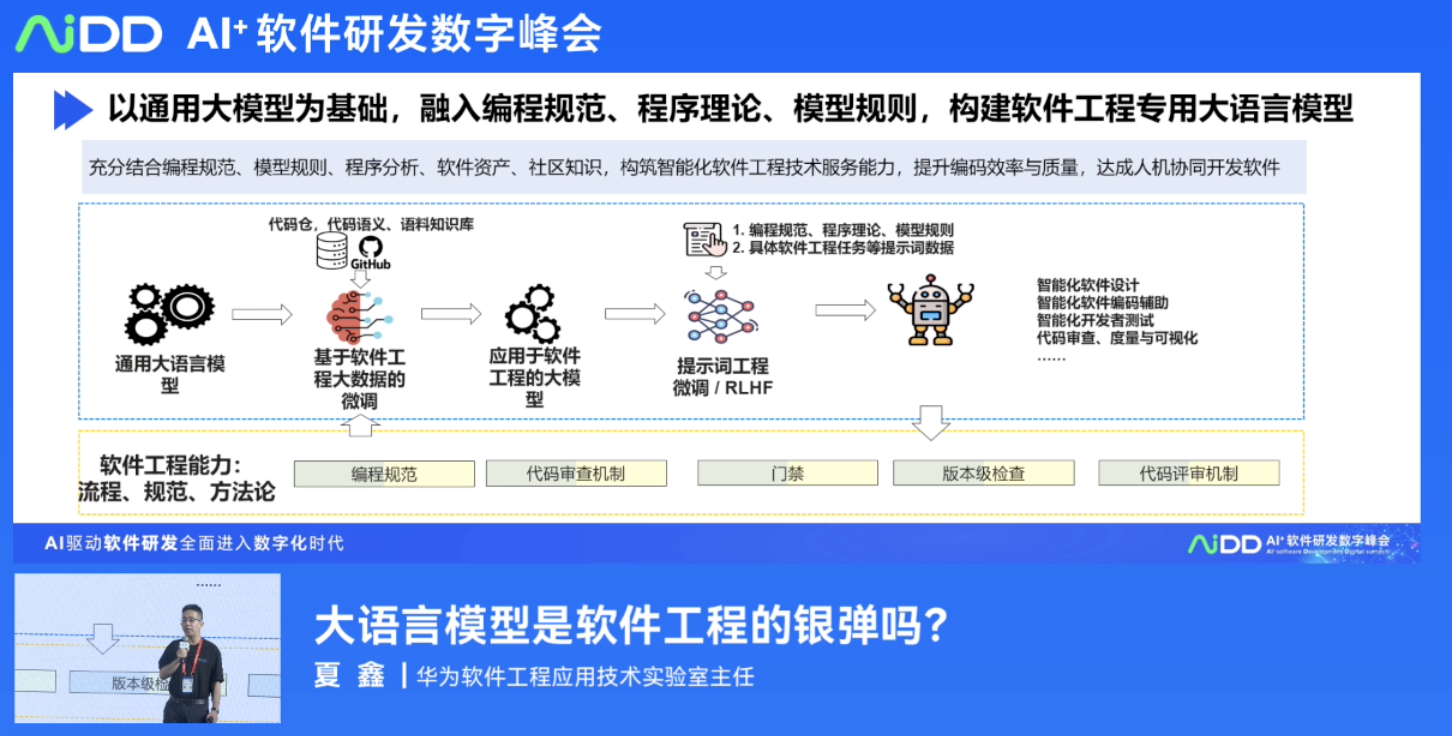 AiDD AI+ 软件研发数字峰会
以通用大模型为基础，融入编程规范、程序理论、模型规则，构建软件工程专用大语言模型
充分结合编程规范、模型规则、程序分析、软件资产、社区知识，构筑智能化软件工程技术服务能力，提升编码效率与质量，达成人机协同开发软件
代码仓，代码语义、语料知识库
GitHub
1. 编程规范、程序理论、模型规则
2. 具体软件工程任务等提示词数据
通用大语言模
型
基于软件工
程大数据的
微调
应用于软件
工程的大模
型
提示词工程
微调 / RLHF
智能化软件设计
智能化软件编码辅助
智能化开发者测试
代码审查、度量与可视化
......
软件工程能力：
流程、规范、方法论
编程规范
代码审查机制
门禁
版本级检查
代码评审机制
AI驱动软件研发全面进入数字化时代
AiDD AI+ 软件研发数字峰会
AI+ software Development Digital summit
......
版本级检
大语言模型是软件工程的银弹吗？
夏 鑫 | 华为软件工程应用技术实验室主任